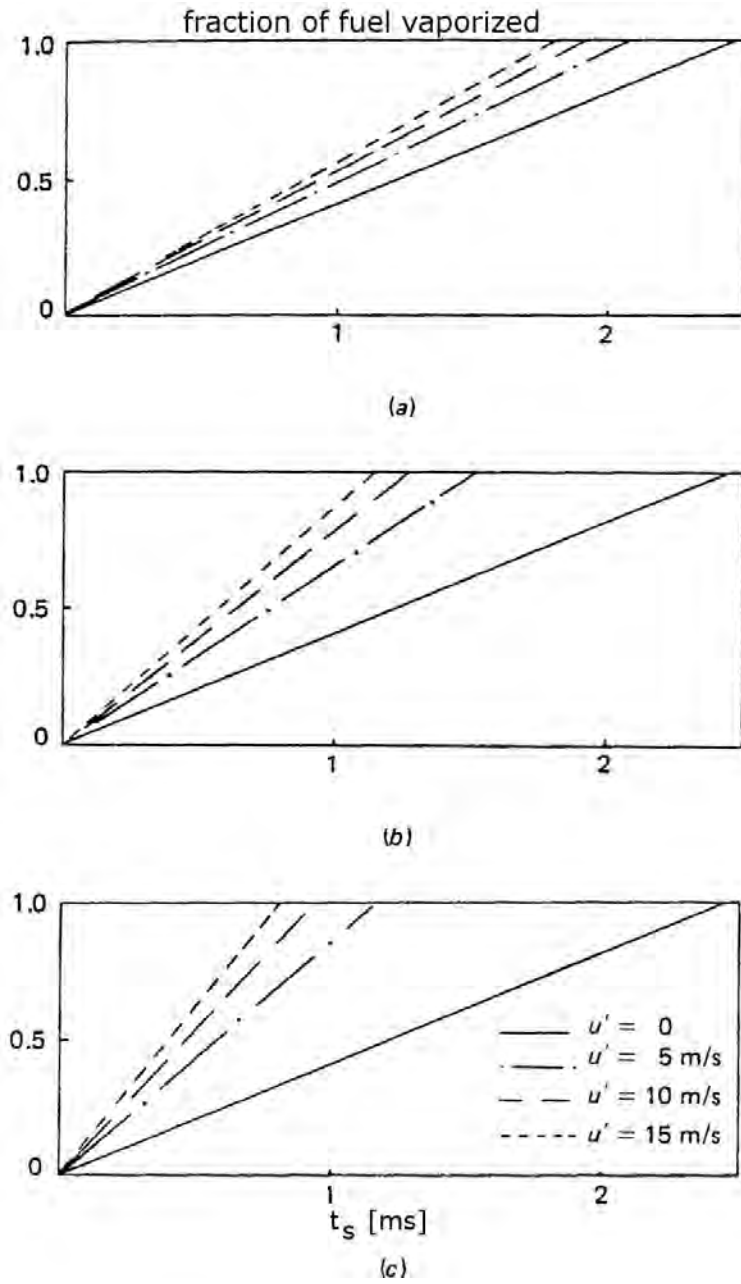 fraction of fuel vaporized
1.0
0.5
0
1 2
(a)
1.0
0.5
0
1 2
(b)
1.0
0.5
0
u' = 0
u' = 5 m/s
u' = 10 m/s
u' = 15 m/s
1 2
t_s [ms]
(c)